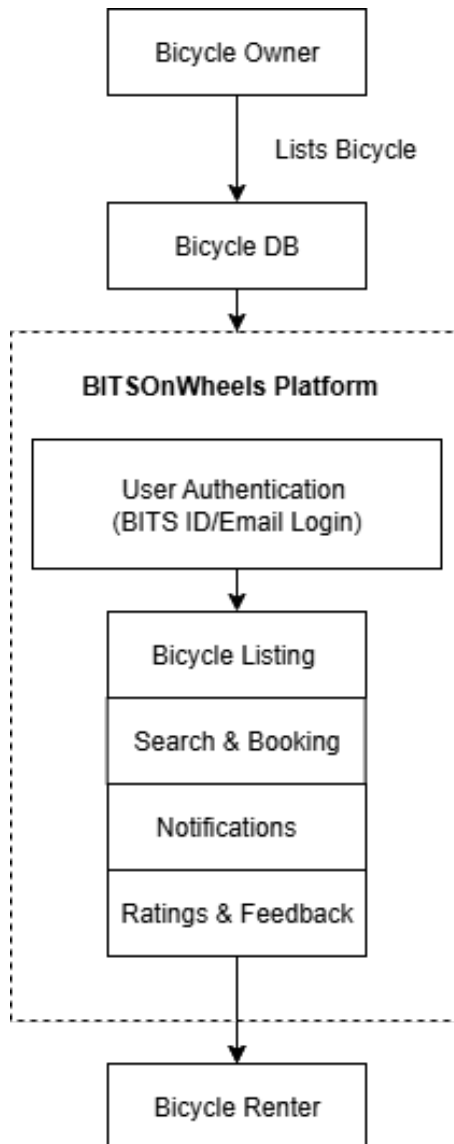 Bicycle Owner
Lists Bicycle
Bicycle DB
BITSOnWheels Platform
User Authentication
(BITS ID/Email Login)
Bicycle Listing
Search & Booking
Notifications
Ratings & Feedback
Bicycle Renter